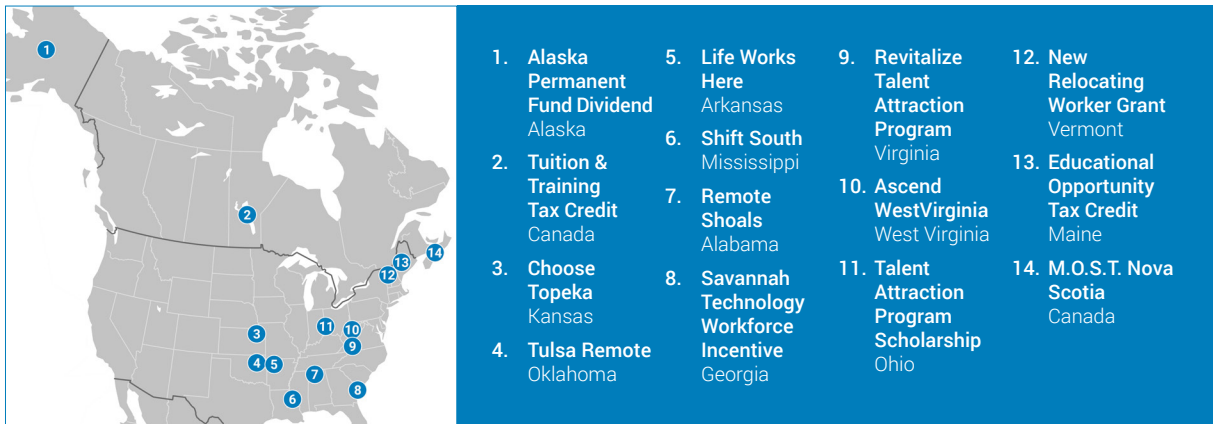 1
2
14
13
12
3
11
10
9
4
5
7
8
6
1. Alaska
Permanent
Fund Dividend
Alaska
2. Tuition &
Training
Tax Credit
Canada
3. Choose
Topeka
Kansas
4. Tulsa Remote
Oklahoma
5. Life Works
Here
Arkansas
6. Shift South
Mississippi
7. Remote
Shoals
Alabama
8. Savannah
Technology
Workforce
Incentive
Georgia
9. Revitalize
Talent
Attraction
Program
Virginia
10. Ascend
WestVirginia
West Virginia
11. Talent
Attraction
Program
Scholarship
Ohio
12. New
Relocating
Worker Grant
Vermont
13. Educational
Opportunity
Tax Credit
Maine
14. M.O.S.T. Nova
Scotia
Canada